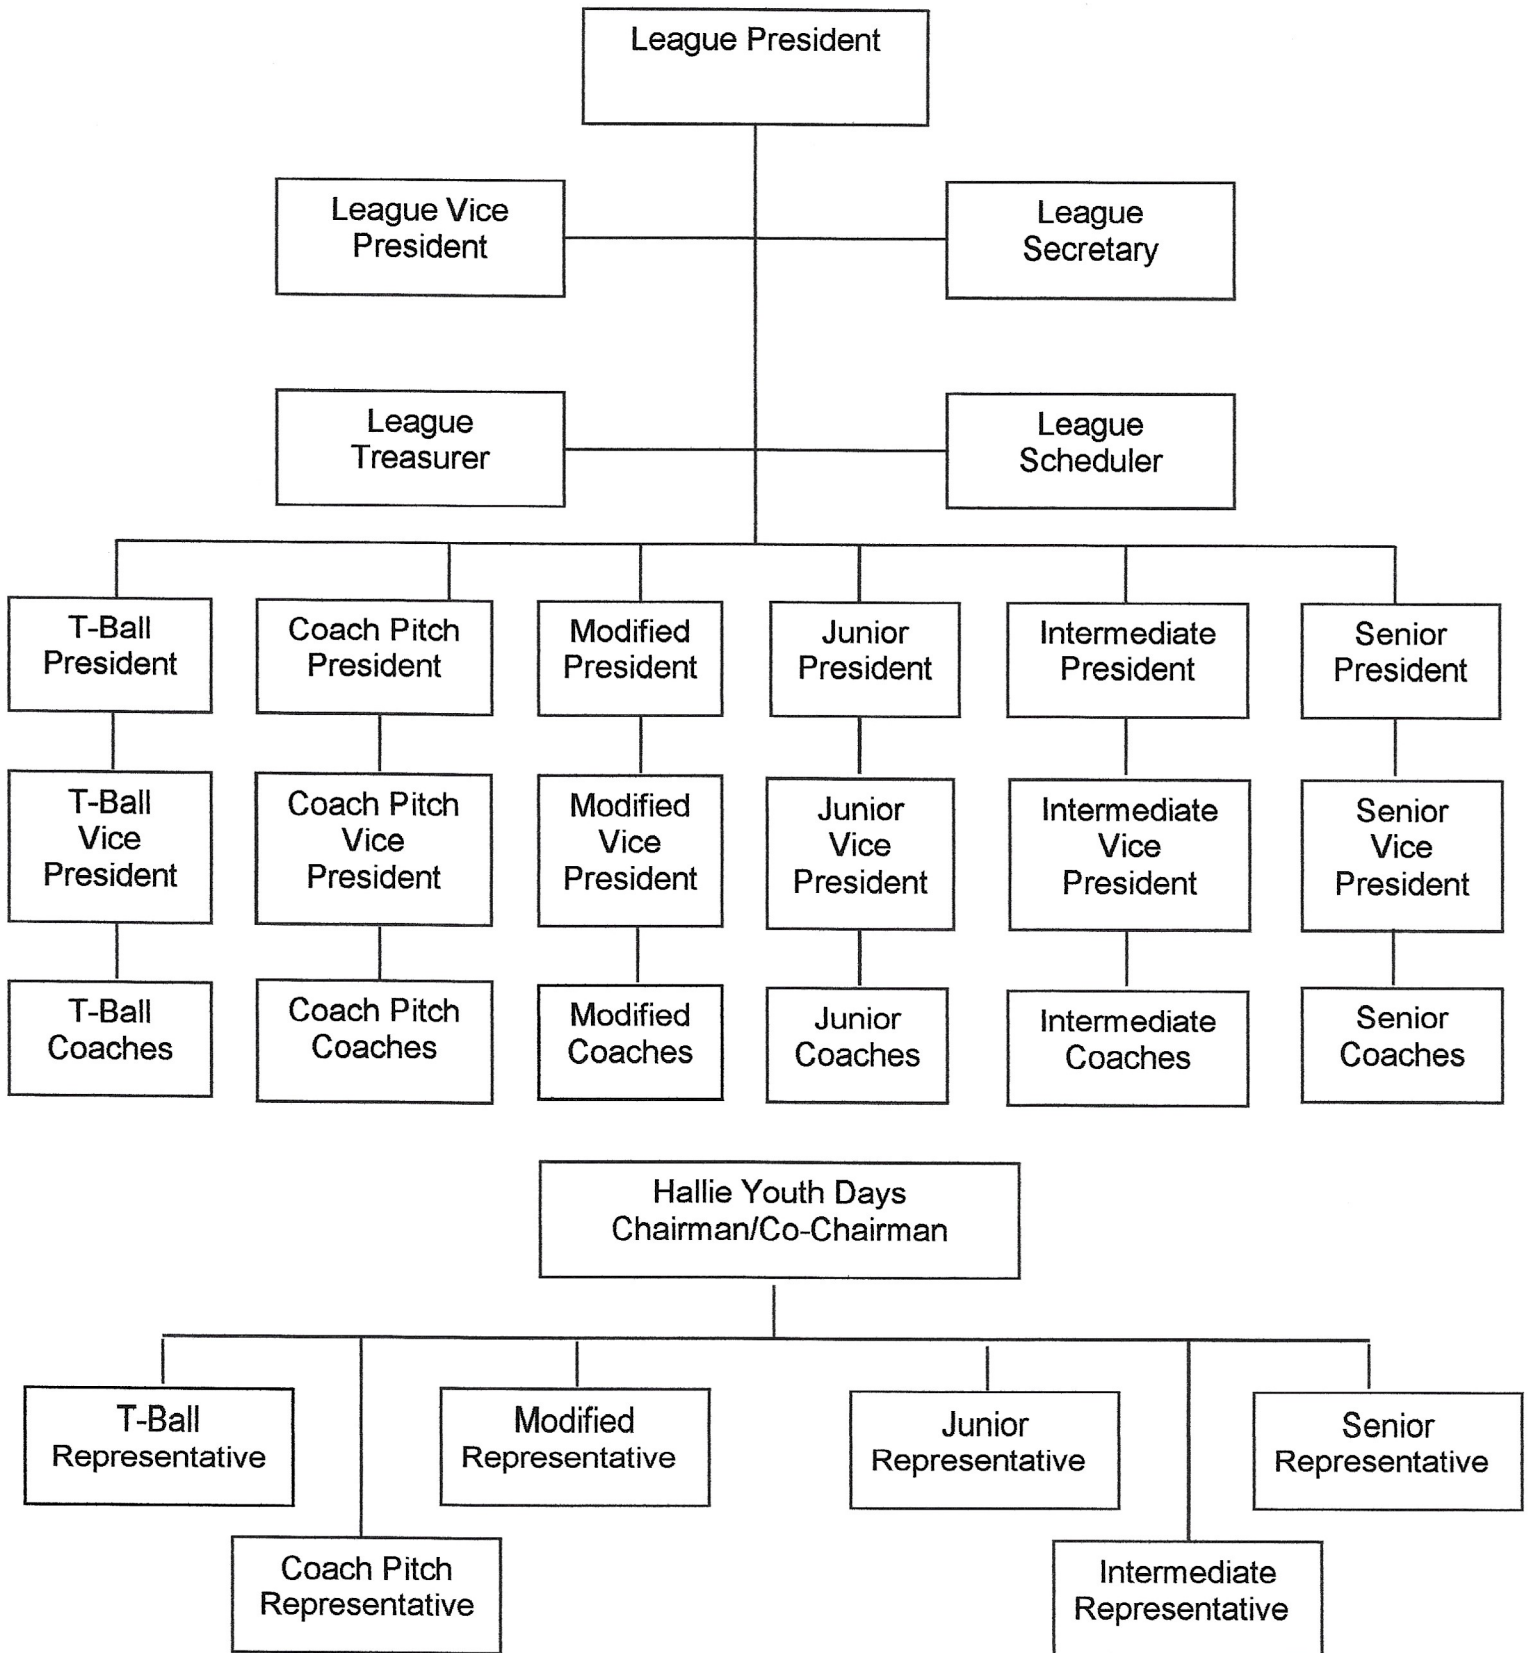 League President
League Vice
President
League
Secretary
League
Treasurer
League
Scheduler
T-Ball
President
Coach Pitch
President
Modified
President
Junior
President
Intermediate
President
Senior
President
T-Ball
Vice
President
Coach Pitch
Vice
President
Modified
Vice
President
Junior
Vice
President
Intermediate
Vice
President
Senior
Vice
President
T-Ball
Coaches
Coach Pitch
Coaches
Modified
Coaches
Junior
Coaches
Intermediate
Coaches
Senior
Coaches
Hallie Youth Days
Chairman/Co-Chairman
T-Ball
Representative
Modified
Representative
Junior
Representative
Senior
Representative
Coach Pitch
Representative
Intermediate
Representative